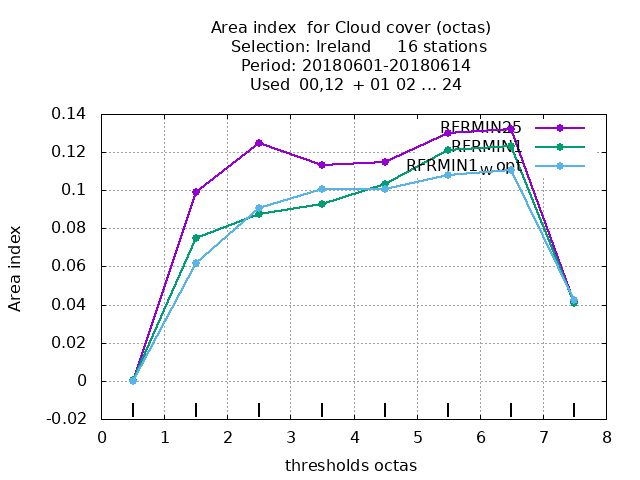 Area index  for Cloud cover (octas)
Selection: Ireland     16 stations
Period: 20180601-20180614
Used  00,12  + 01 02 ... 24
0.14
0.12
0.1
0.08
0.06
0.04
0.02
0
-0.02
Area index
RFRMIN25
RFRMIN1
RFRMIN1w opt
0 1 2 3 4 5 6 7 8
thresholds octas